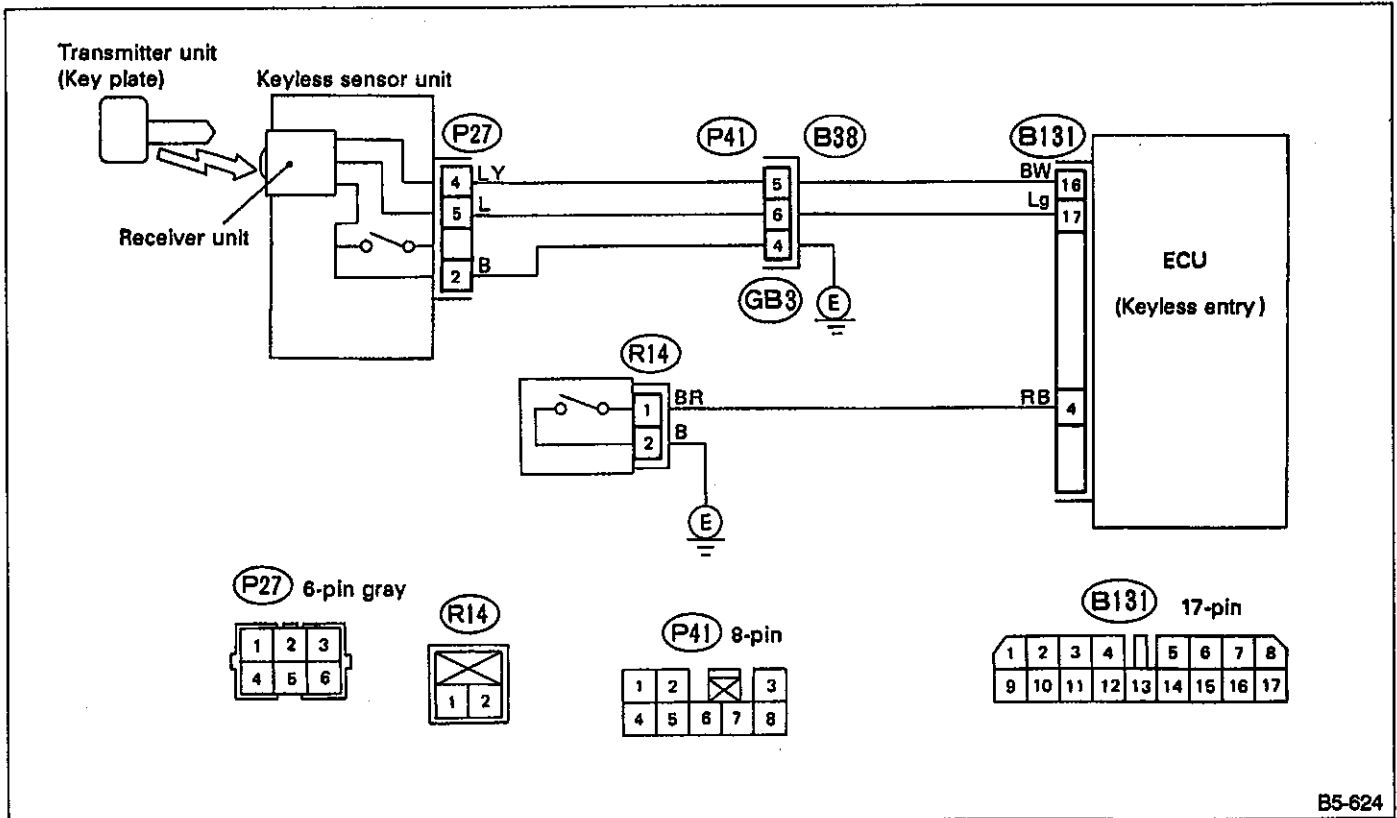 Transmitter unit
(Key plate)
Keyless sensor unit
Receiver unit
P27
4
LY
5
L
2
B
P41
B38
5
6
4
GB3
E
B131
BW
16
Lg
17
RB
4
ECU
(Keyless entry)
R14
1
BR
2
B
E
P27 6-pin gray
1 2 3
4 5 6
R14
1 2
P41 8-pin
1 2 3
4 5 6 7 8
B131 17-pin
1 2 3 4 5 6 7 8
9 10 11 12 13 14 15 16 17
B5-624